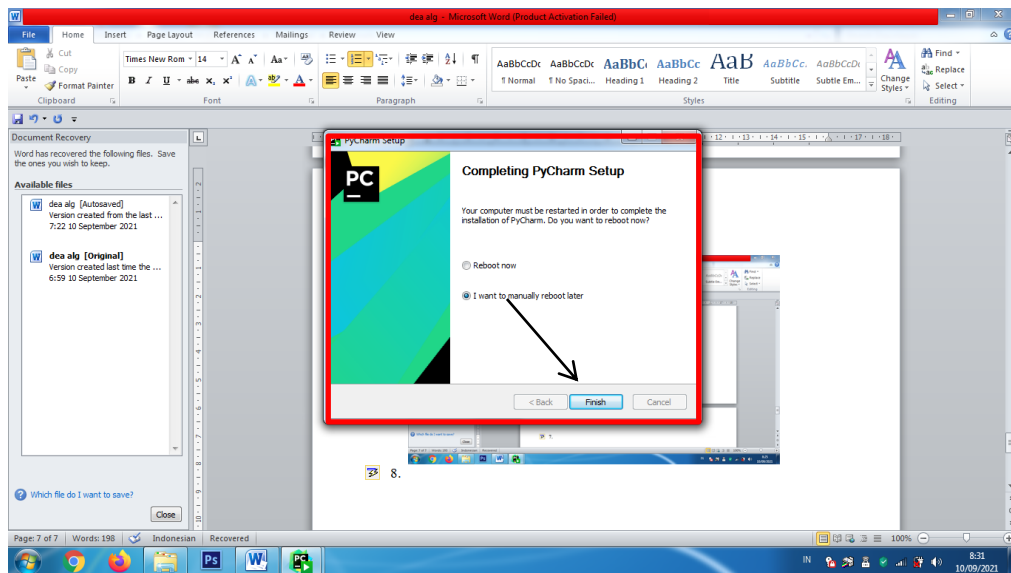 dea alg - Microsoft Word (Product Activation Failed)
File Home Insert Page Layout References Mailings Review View
Cut
Copy
Format Painter
Paste
Clipboard
Times New Rom 14
Font
Paragraph
AaBbCcDc AaBbCcDc AaBbC AaBbCc AaB AaBbCc. AaBbCcDc
¶ Normal ¶ No Spaci... Heading 1 Heading 2 Title Subtitle Subtle Em...
Change Styles
Styles
Find
Replace
Select
Editing
Document Recovery
Word has recovered the following files. Save
the ones you wish to keep.
Available files
dea alg [Autosaved]
Version created from the last ...
7:22 10 September 2021
dea alg [Original]
Version created last time the ...
6:59 10 September 2021
Which file do I want to save?
Close
PyCharm Setup
PC
Completing PyCharm Setup
Your computer must be restarted in order to complete the
installation of PyCharm. Do you want to reboot now?
Reboot now
I want to manually reboot later
< Back Finish Cancel
7.
8.
Page: 7 of 7 Words: 198 Indonesian Recovered 100%
Ps W PC
IN 8:31
10/09/2021